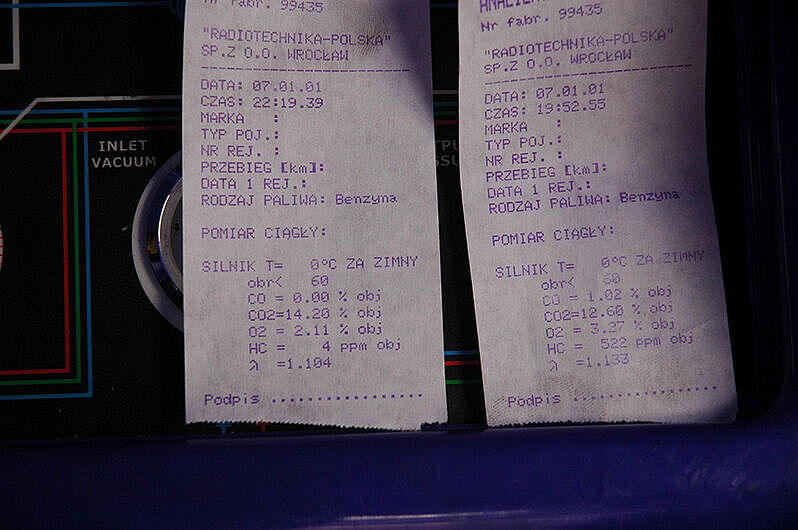 Nr fabr. 99435
"RADIOTECHNIKA-POLSKA"
SP.Z O.O. WROCŁAW
DATA: 07.01.01
CZAS: 22:19.39
MARKA :
TYP POJ.:
NR REJ. :
PRZEBIEG [km]:
DATA 1 REJ.:
RODZAJ PALIWA: Benzyna
POMIAR CIĄGŁY:
SILNIK T= 0°C ZA ZIMNY
obr< 60
CO = 0.00 % obj
CO2=14.20 % obj
O2 = 2.11 % obj
HC = 4 ppm obj
λ =1.104
Podpis .................
Nr fabr. 99435
"RADIOTECHNIKA-POLSKA"
SP.Z O.O. WROCŁAW
DATA: 07.01.01
CZAS: 19:52.55
MARKA :
TYP POJ.:
NR REJ. :
PRZEBIEG [km]:
DATA 1 REJ.:
RODZAJ PALIWA: Benzyna
POMIAR CIĄGŁY:
SILNIK T= 0°C ZA ZIMNY
obr< 60
CO = 1.02 % obj
CO2=12.60 % obj
O2 = 3.27 % obj
HC = 522 ppm obj
λ =1.133
Podpis .................
INLET
VACUUM